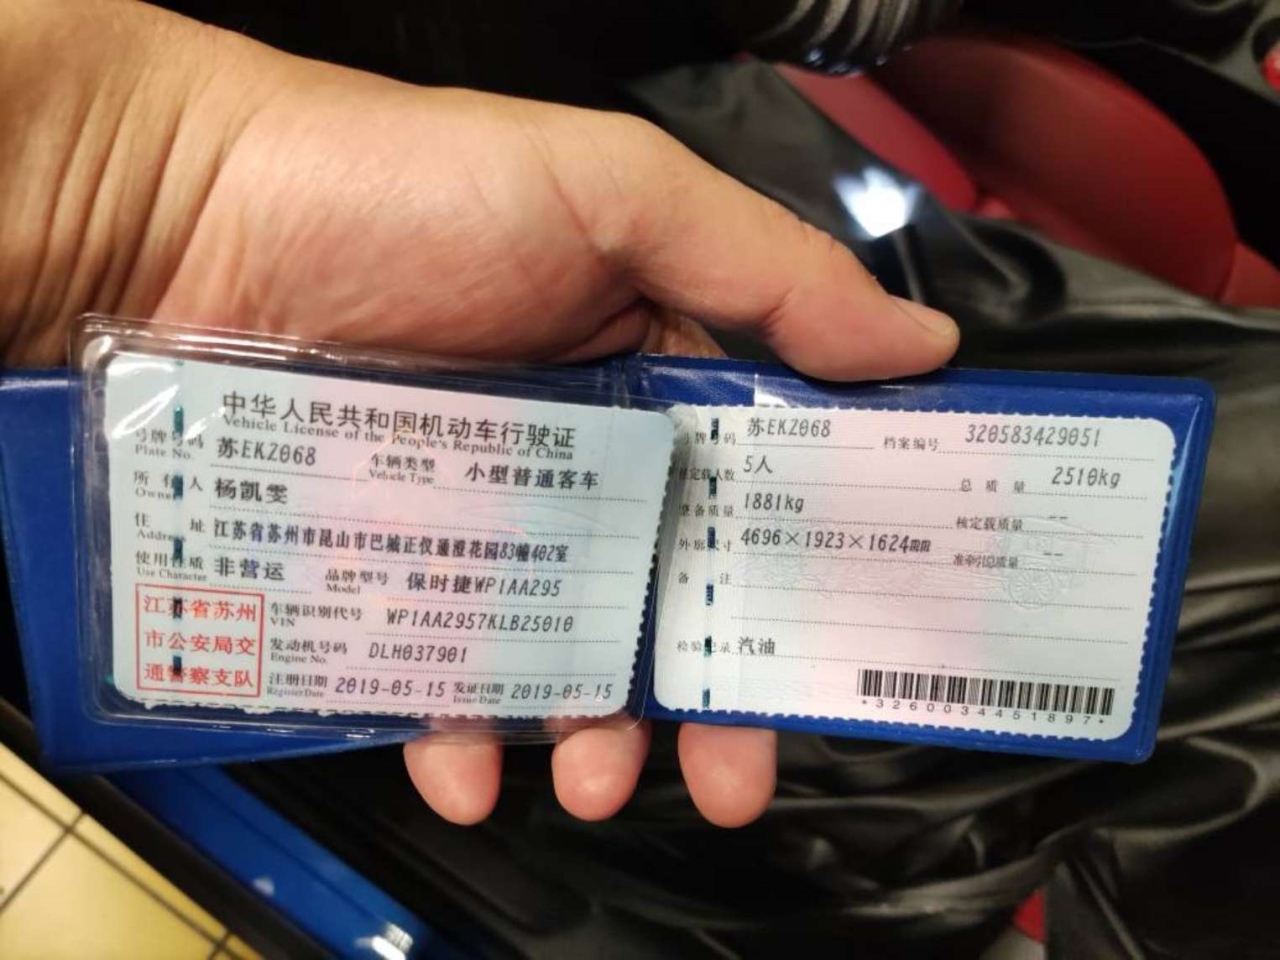 中华人民共和国机动车行驶证
Vehicle License of the People's Republic of China
号牌号码 苏EKZ068 车辆类型 小型普通客车
Plate No. Vehicle Type
所有人 杨凯雯
Owner
住址 江苏省苏州市昆山市巴城正仪通澄花园83幢402室
Address
使用性质 非营运 品牌型号 保时捷WP1AA295
Use Character Model
江苏省苏州
市公安局交
通警察支队
车辆识别代号 WP1AA2957KLB25010
VIN
发动机号码 DLH037901
Engine No.
注册日期 2019-05-15 发证日期 2019-05-15
Register Date Issue Date
号牌号码 苏EKZ068 档案编号 320583429051
核定载人数 5人 总质量 2510kg
整备质量 1881kg 核定载质量 --
外廓尺寸 4696×1923×1624mm 准牵引总质量 --
备注
检验记录 汽油
*3260034451897*